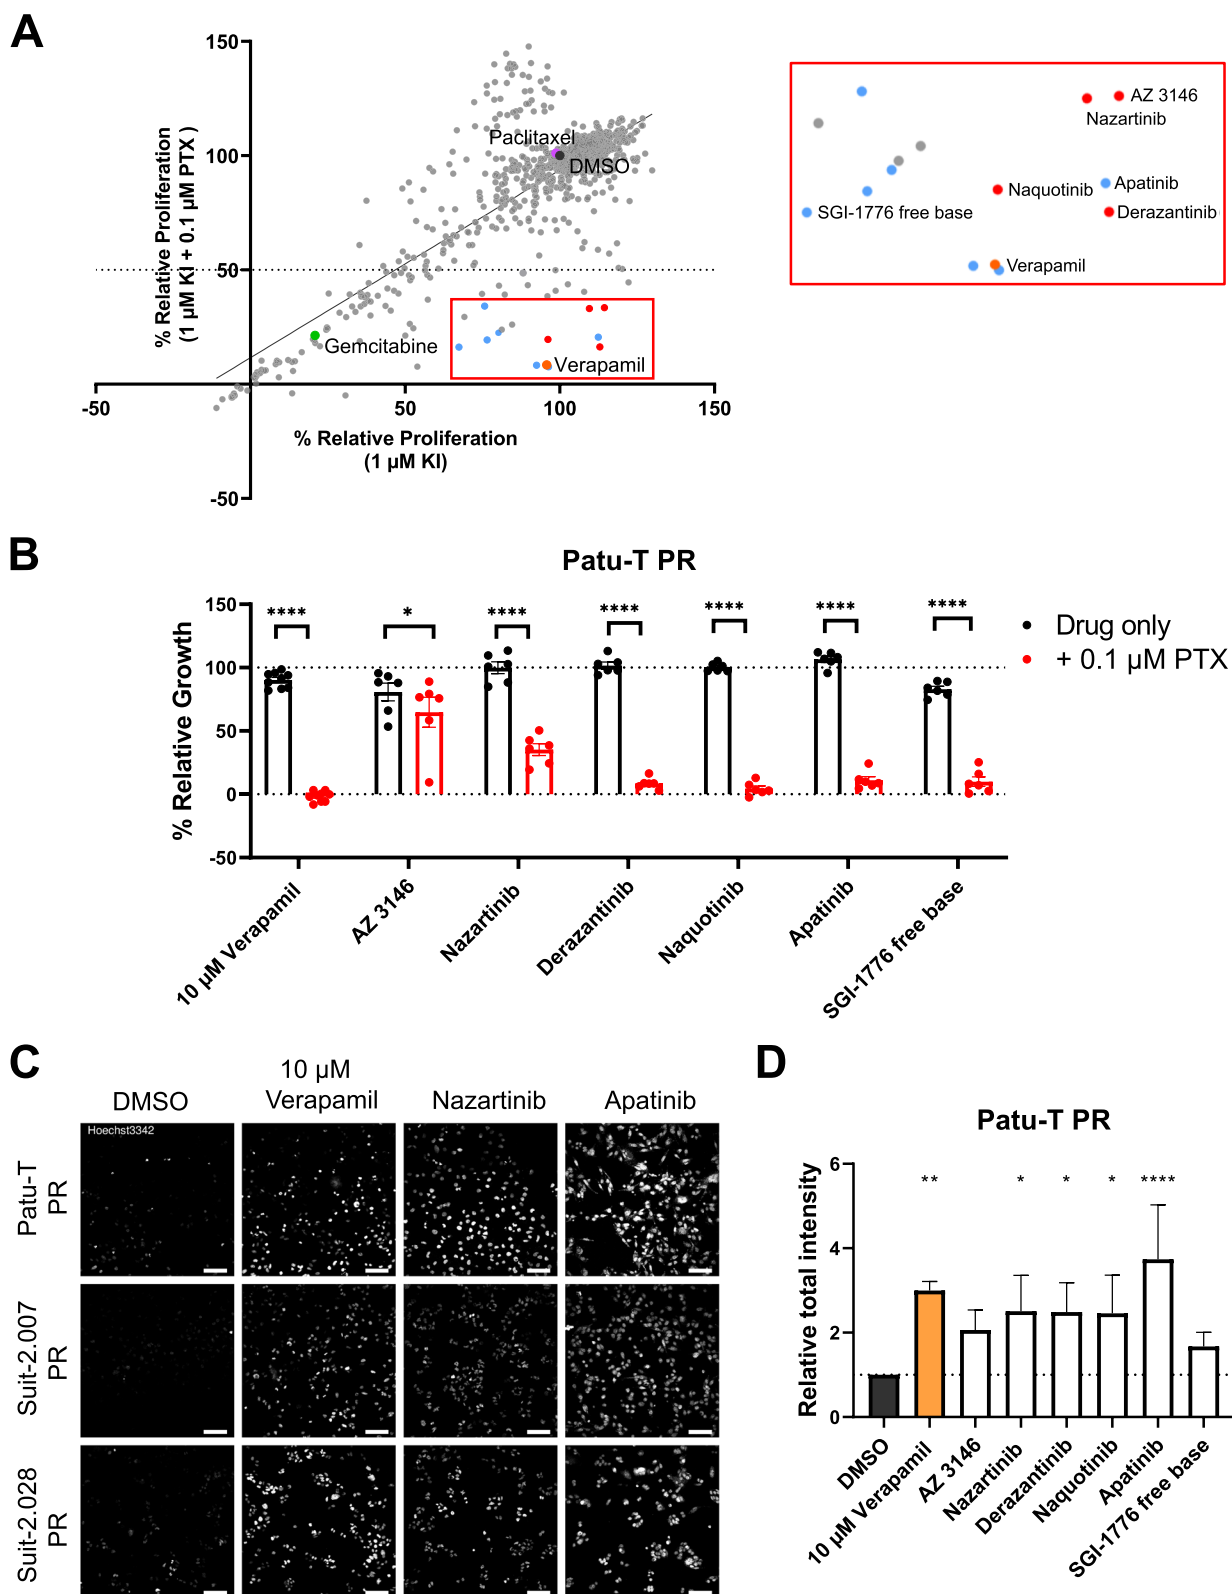 A
150
100
50
-50
-50
50
100
150
% Relative Proliferation
(1 µM KI + 0.1 µM PTX )
% Relative Proliferation
(1 µM KI)
Paclitaxel
DMSO
Gemcitabine
Verapamil
AZ 3146
Nazartinib
Naquotinib
Apatinib
SGI-1776 free base
Derazantinib
Verapamil
B
Patu-T PR
% Relative Growth
150
100
50
0
-50
****
*
****
****
****
****
****
Drug only
+ 0.1 µM PTX
10 µM Verapamil
AZ 3146
Nazartinib
Derazantinib
Naquotinib
Apatinib
SGI-1776 free base
C
DMSO
10 µM
Verapamil
Nazartinib
Apatinib
Hoechst3342
Patu-T
PR
Suit-2.007
PR
Suit-2.028
PR
D
Patu-T PR
Relative total intensity
6
4
2
0
**
*
*
*
****
DMSO
10 µM Verapamil
AZ 3146
Nazartinib
Derazantinib
Naquotinib
Apatinib
SGI-1776 free base